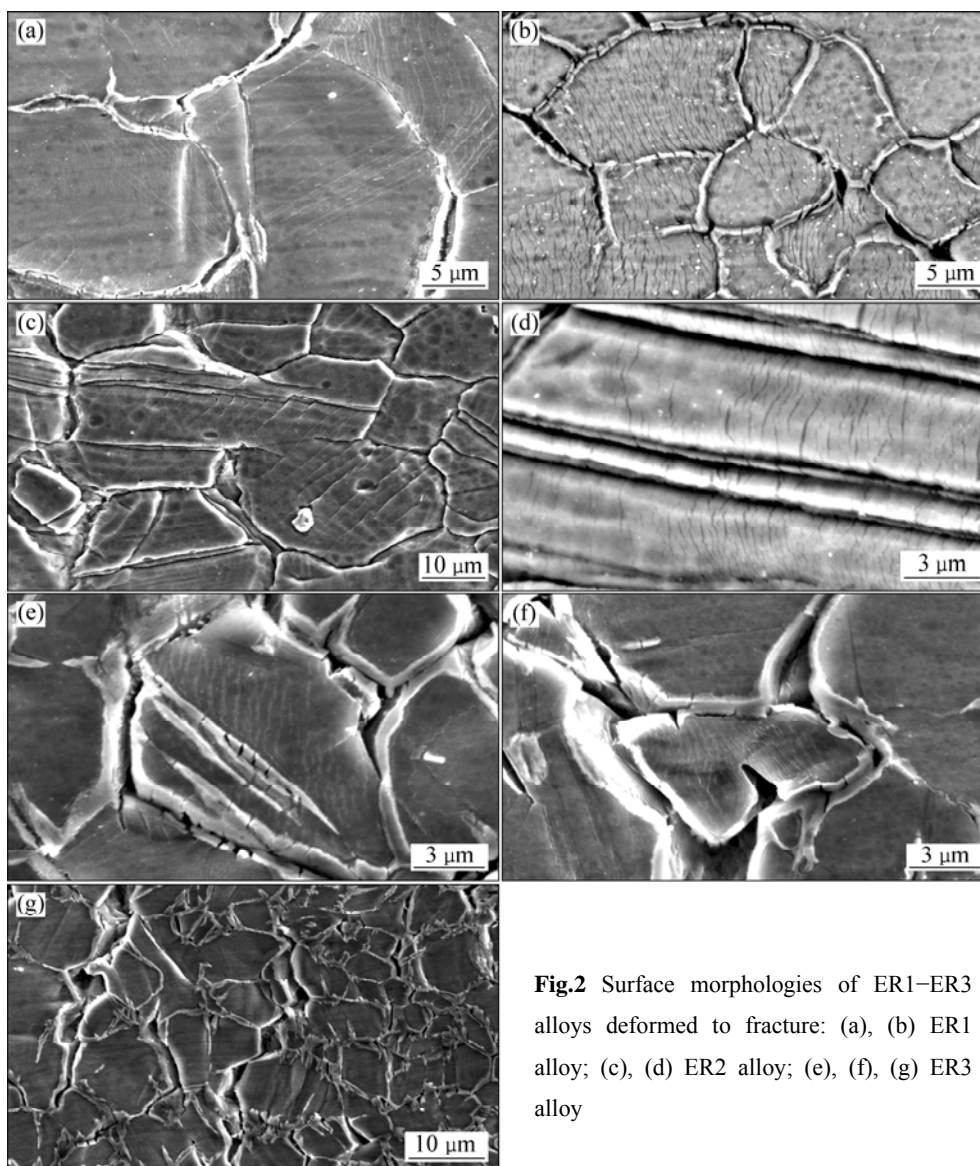 (a)
5 μm
(b)
5 μm
(c)
10 μm
(d)
3 μm
(e)
3 μm
(f)
3 μm
(g)
10 μm
Fig.2 Surface morphologies of ER1−ER3
alloys deformed to fracture: (a), (b) ER1
alloy; (c), (d) ER2 alloy; (e), (f), (g) ER3
alloy